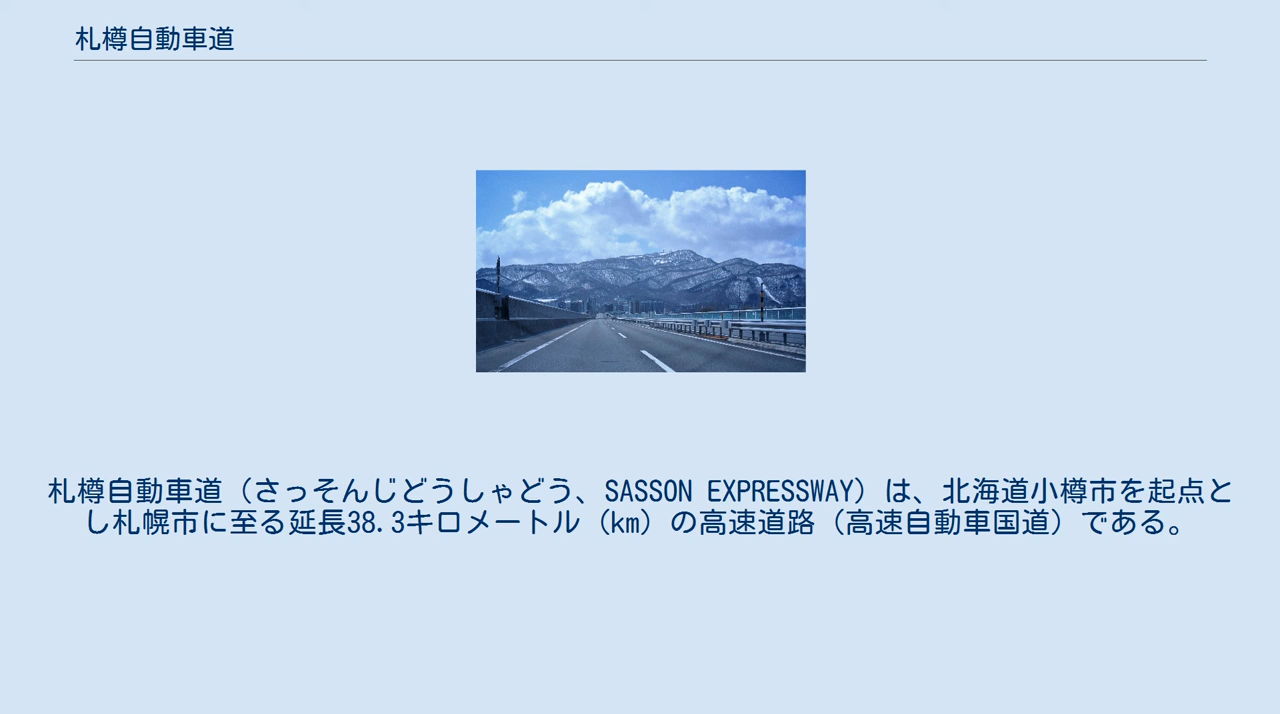 札樽自動車道
札樽自動車道（さっそんじどうしゃどう、SASSON EXPRESSWAY）は、北海道小樽市を起点と
し札幌市に至る延長38.3キロメートル（km）の高速道路（高速自動車国道）である。